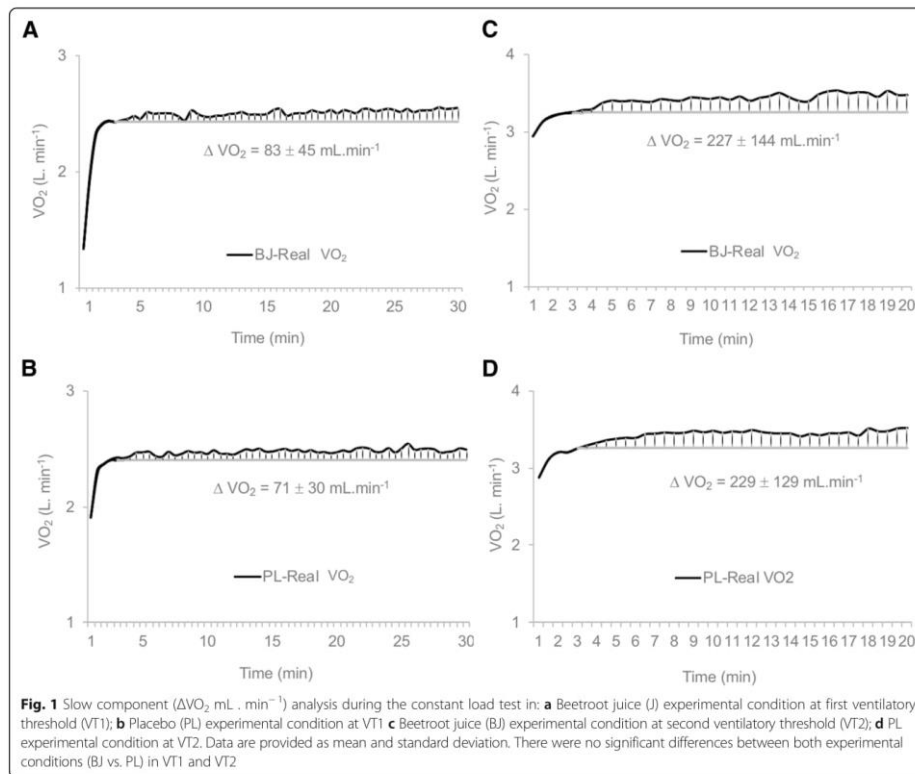 A
3
2
1
VO₂ (L. min⁻¹)
Δ VO₂ = 83 ± 45 mL.min⁻¹
BJ-Real VO₂
1 5 10 15 20 25 30
Time (min)
B
3
2
1
VO₂ (L. min⁻¹)
Δ VO₂ = 71 ± 30 mL.min⁻¹
PL-Real VO₂
1 5 10 15 20 25 30
Time (min)
C
4
3
2
1
VO₂ (L. min⁻¹)
Δ VO₂ = 227 ± 144 mL.min⁻¹
BJ-Real VO₂
1 2 3 4 5 6 7 8 9 10 11 12 13 14 15 16 17 18 19 20
Time (min)
D
4
3
2
1
VO₂ (L. min⁻¹)
Δ VO₂ = 229 ± 129 mL.min⁻¹
PL-Real VO2
1 2 3 4 5 6 7 8 9 10 11 12 13 14 15 16 17 18 19 20
Time (min)
Fig. 1 Slow component (ΔVO₂ mL . min⁻¹) analysis during the constant load test in: a Beetroot juice (J) experimental condition at first ventilatory
threshold (VT1); b Placebo (PL) experimental condition at VT1 c Beetroot juice (BJ) experimental condition at second ventilatory threshold (VT2); d PL
experimental condition at VT2. Data are provided as mean and standard deviation. There were no significant differences between both experimental
conditions (BJ vs. PL) in VT1 and VT2